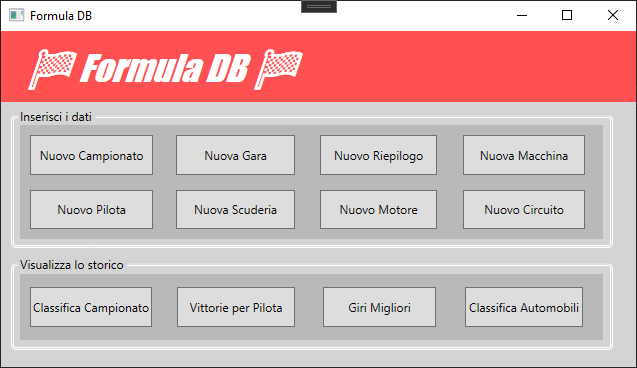 Formula DB
Formula DB
Inserisci i dati
Nuovo Campionato Nuova Gara Nuovo Riepilogo Nuova Macchina
Nuovo Pilota Nuova Scuderia Nuovo Motore Nuovo Circuito
Visualizza lo storico
Classifica Campionato Vittorie per Pilota Giri Migliori Classifica Automobili